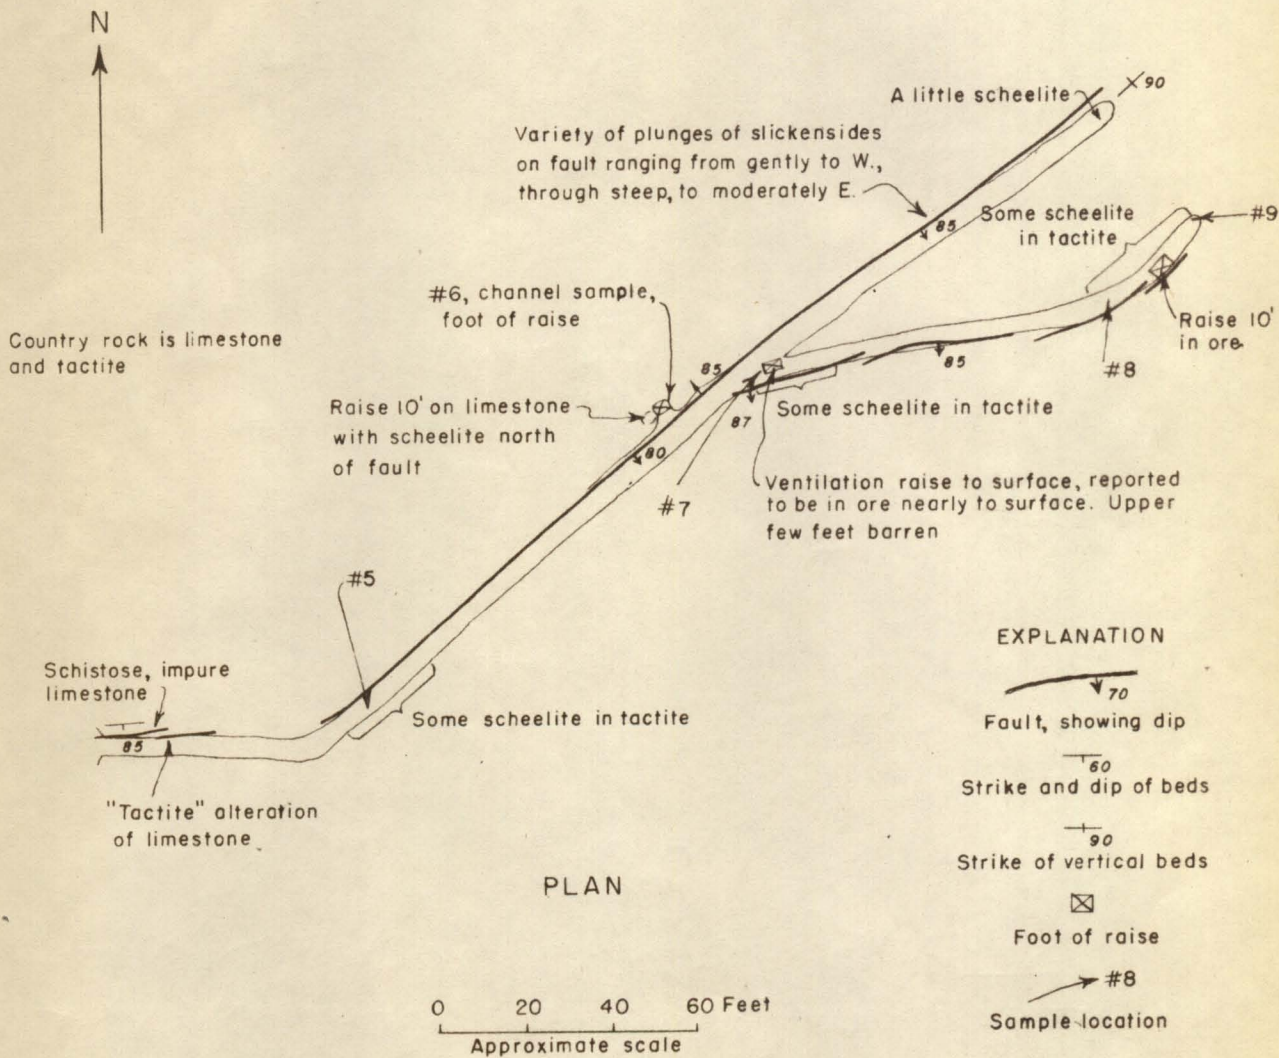 N
A little scheelite
90
Variety of plunges of slickensides
on fault ranging from gently to W.,
through steep, to moderately E.
85
Some scheelite
in tactite
#9
#6, channel sample,
foot of raise
Country rock is limestone
and tactite
Raise 10'
in ore.
#8
85
85
Raise 10' on limestone
with scheelite north
of fault
87
Some scheelite in tactite
80
#7
Ventilation raise to surface, reported
to be in ore nearly to surface. Upper
few feet barren
#5
Schistose, impure
limestone
85
Some scheelite in tactite
"Tactite" alteration
of limestone
EXPLANATION
70
Fault, showing dip
60
Strike and dip of beds
90
Strike of vertical beds
Foot of raise
#8
Sample location
PLAN
0 20 40 60 Feet
Approximate scale